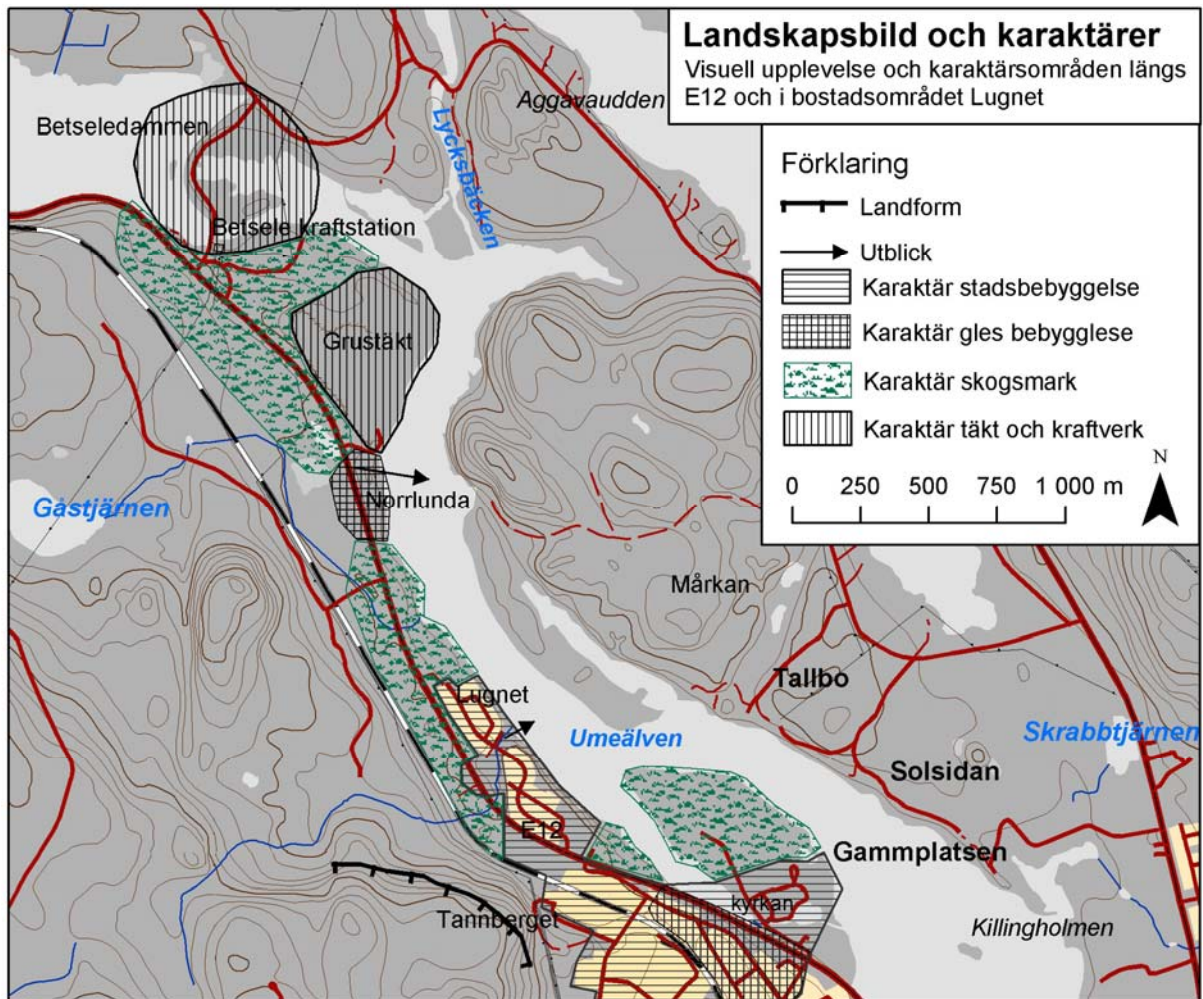 Landskapsbild och karaktärer
Visuell upplevelse och karaktärsområden längs
E12 och i bostadsområdet Lugnet
Förklaring
Landform
Utblick
Karaktär stadsbebyggelse
Karaktär gles bebygglese
Karaktär skogsmark
Karaktär täkt och kraftverk
N
0 250 500 750 1 000 m
Aggavaudden
Betseledammen
Lycksbäcken
Betsele kraftstation
Grustäkt
Norrlunda
Gåstjärnen
Mårkan
Tallbo
Lugnet
Umeälven
Skrabbtjärnen
Solsidan
E12
Gammplatsen
kyrkan
Tannberget
Killingholmen